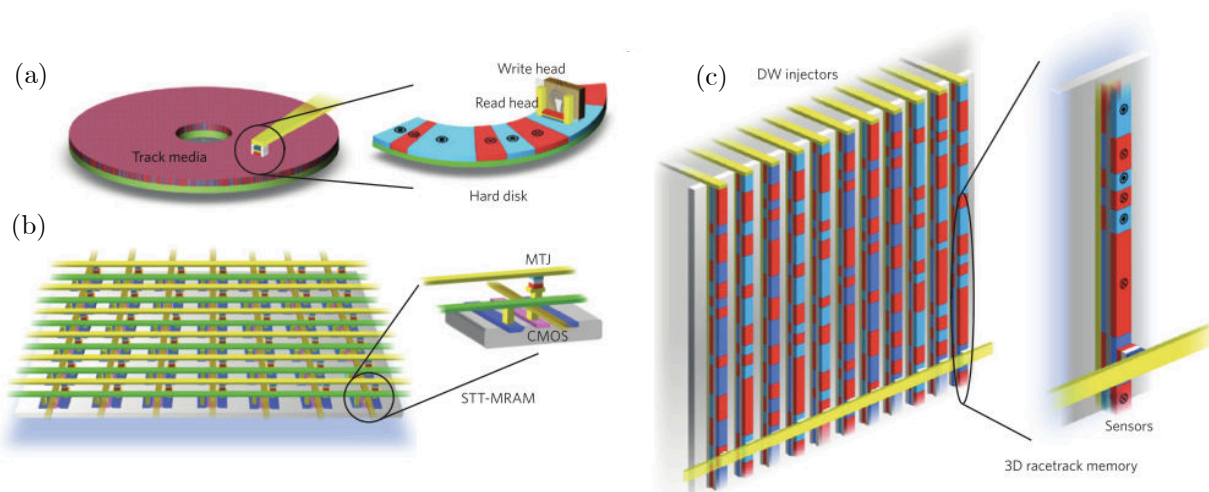 (a)
Write head
Read head
Track media
Hard disk
(b)
MTJ
CMOS
STT-MRAM
(c)
DW injectors
Sensors
3D racetrack memory